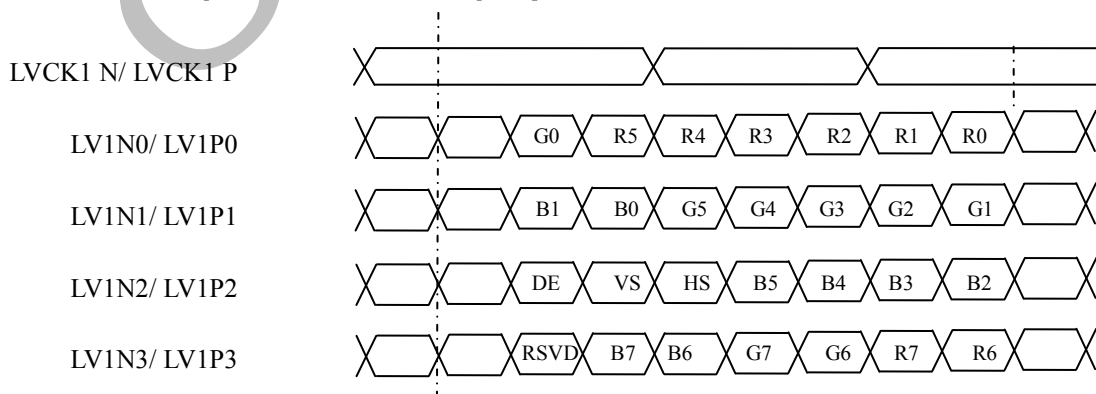 LVCK1 N/ LVCK1 P
LV1N0/ LV1P0 G0 R5 R4 R3 R2 R1 R0
LV1N1/ LV1P1 B1 B0 G5 G4 G3 G2 G1
LV1N2/ LV1P2 DE VS HS B5 B4 B3 B2
LV1N3/ LV1P3 RSVD B7 B6 G7 G6 R7 R6